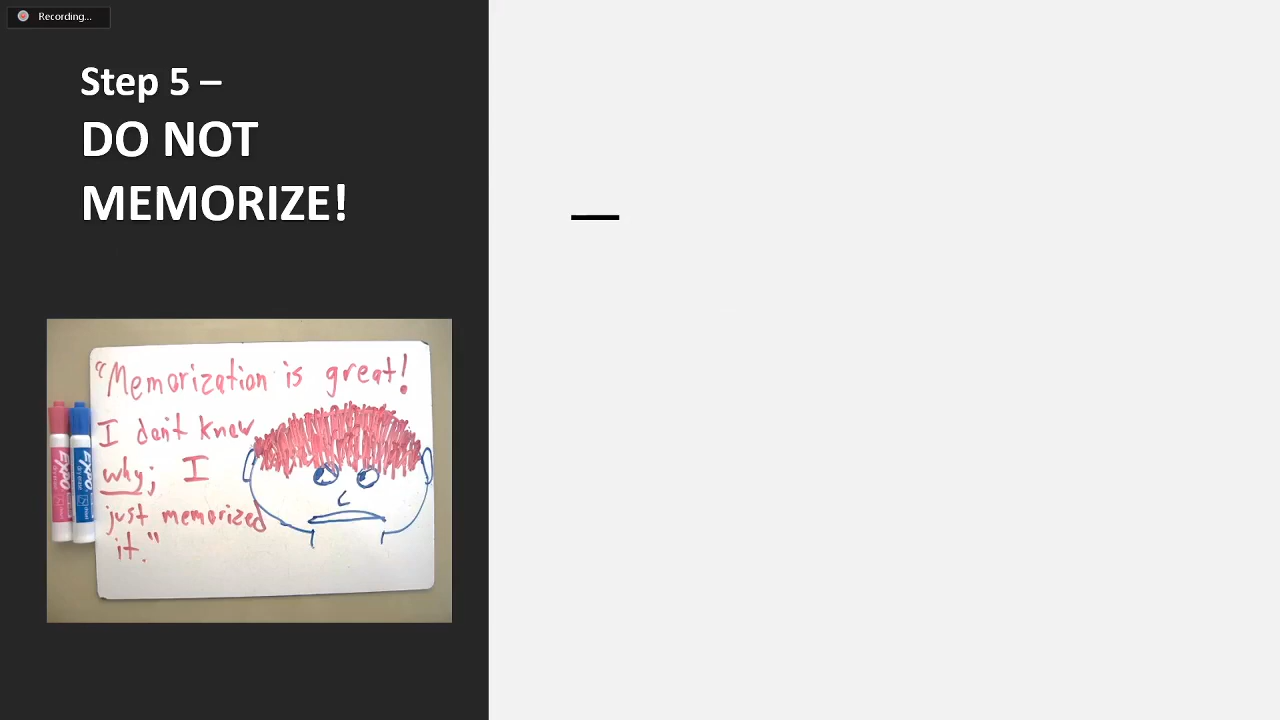 Recording...
Step 5 –
DO NOT
MEMORIZE!
"Memorization is great!
I don't know
why; I
just memorized
it."
EXPO
EXPO